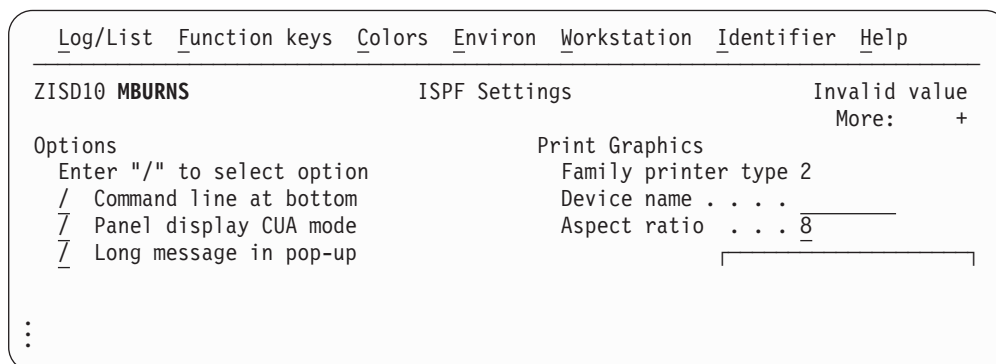 Log/List Function keys Colors Environ Workstation Identifier Help
ZISD10 MBURNS ISPF Settings Invalid value
More: +
Options Print Graphics
Enter "/" to select option Family printer type 2
/ Command line at bottom Device name . . . .
/ Panel display CUA mode Aspect ratio . . . 8
/ Long message in pop-up